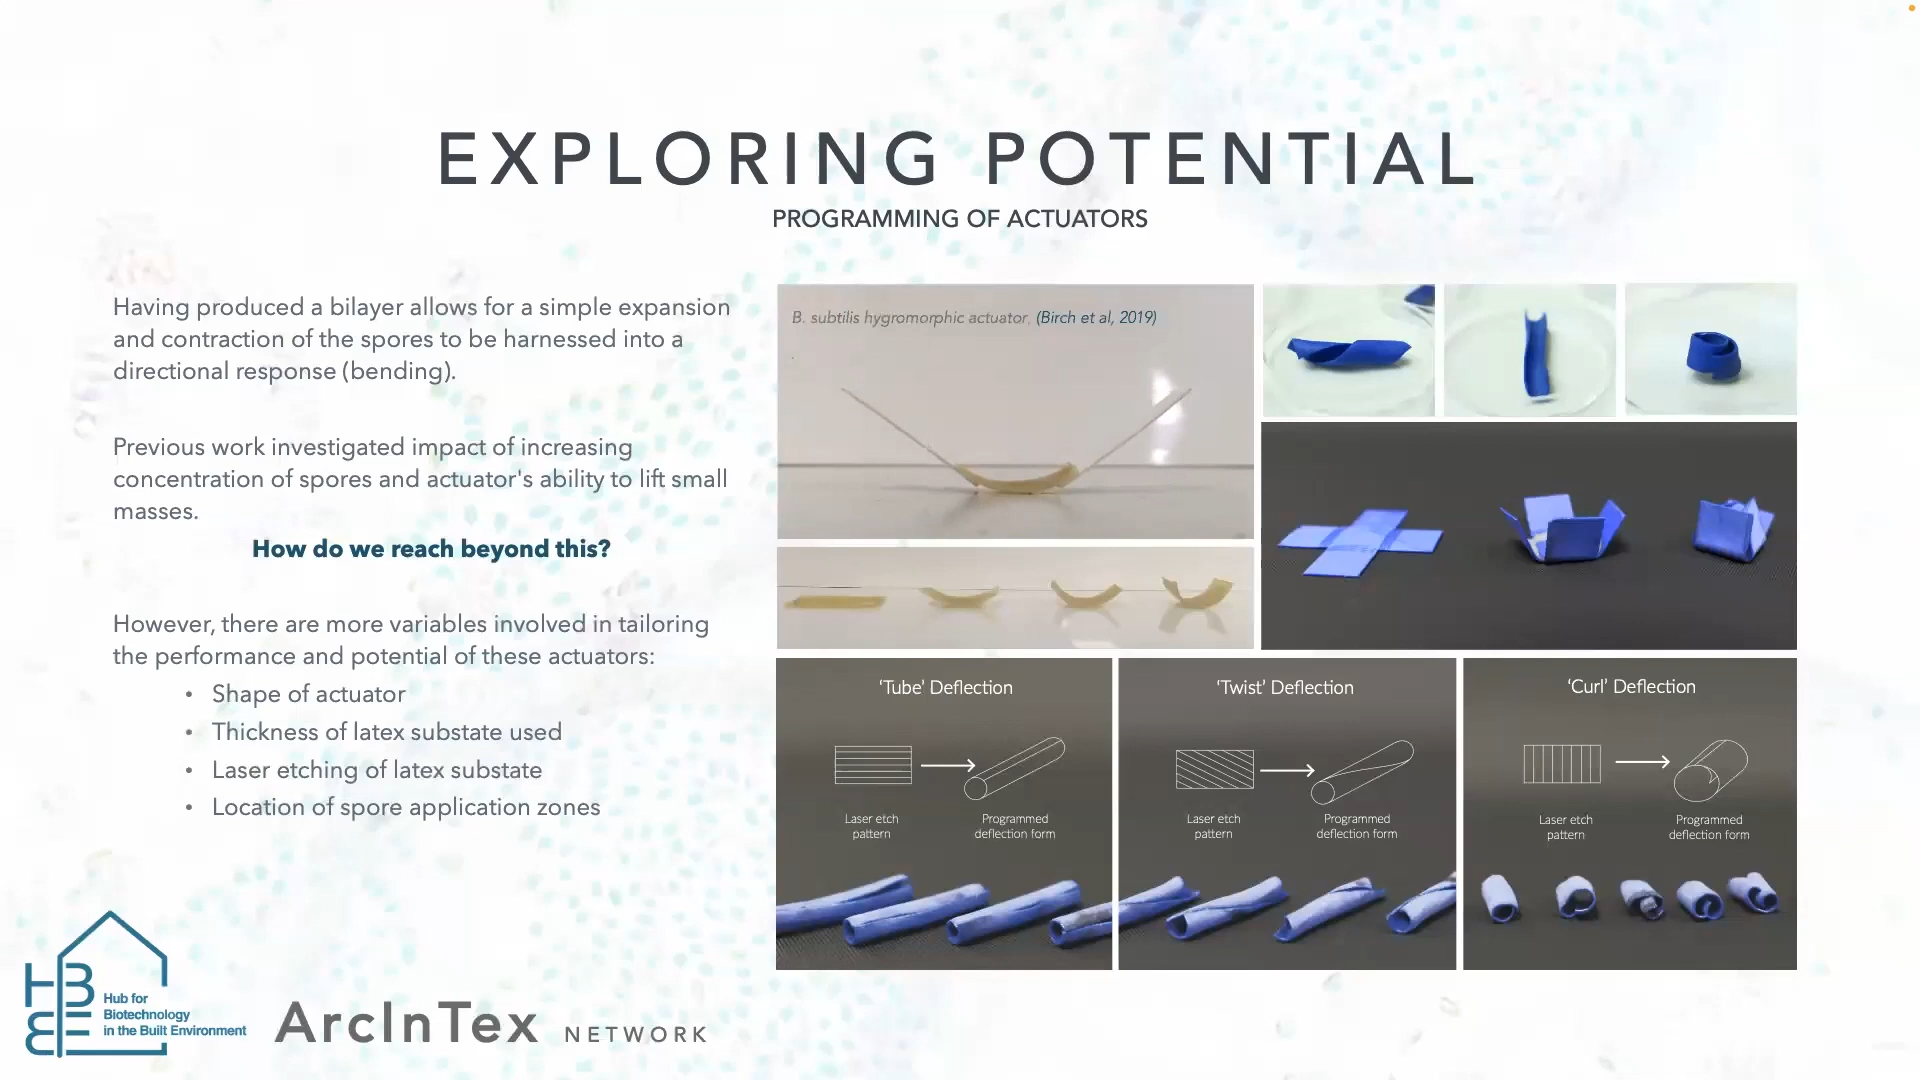 EXPLORING POTENTIAL
PROGRAMMING OF ACTUATORS
Having produced a bilayer allows for a simple expansion
and contraction of the spores to be harnessed into a
directional response (bending).
Previous work investigated impact of increasing
concentration of spores and actuator's ability to lift small
masses.
How do we reach beyond this?
However, there are more variables involved in tailoring
the performance and potential of these actuators:
• Shape of actuator
• Thickness of latex substate used
• Laser etching of latex substate
• Location of spore application zones
B. subtilis hygromorphic actuator, (Birch et al, 2019)
‘Tube’ Deflection
Laser etch
pattern
Programmed
deflection form
‘Twist’ Deflection
Laser etch
pattern
Programmed
deflection form
‘Curl’ Deflection
Laser etch
pattern
Programmed
deflection form
HBBE
Hub for
Biotechnology
in the Built Environment
ArcInTex NETWORK